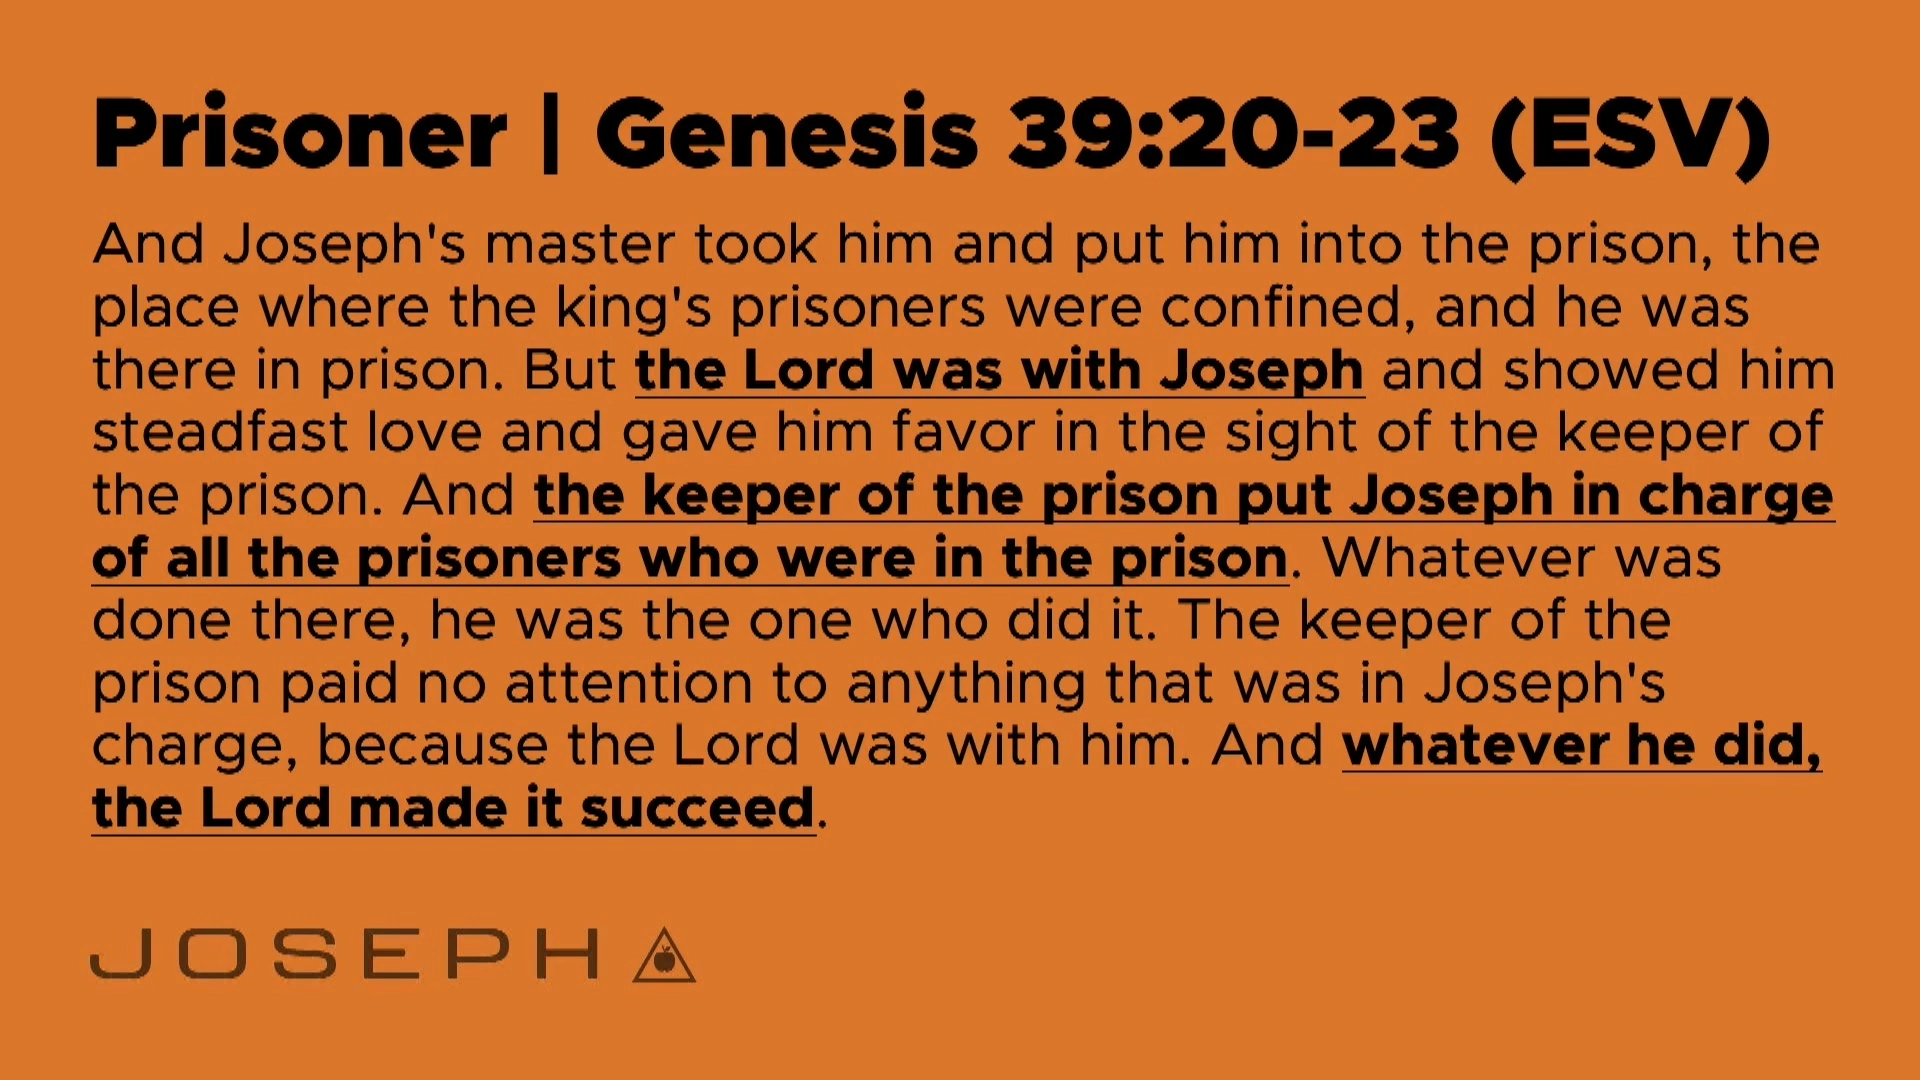 Prisoner | Genesis 39:20-23 (ESV)
And Joseph's master took him and put him into the prison, the
place where the king's prisoners were confined, and he was
there in prison. But the Lord was with Joseph and showed him
steadfast love and gave him favor in the sight of the keeper of
the prison. And the keeper of the prison put Joseph in charge
of all the prisoners who were in the prison. Whatever was
done there, he was the one who did it. The keeper of the
prison paid no attention to anything that was in Joseph's
charge, because the Lord was with him. And whatever he did,
the Lord made it succeed.
JOSEPH